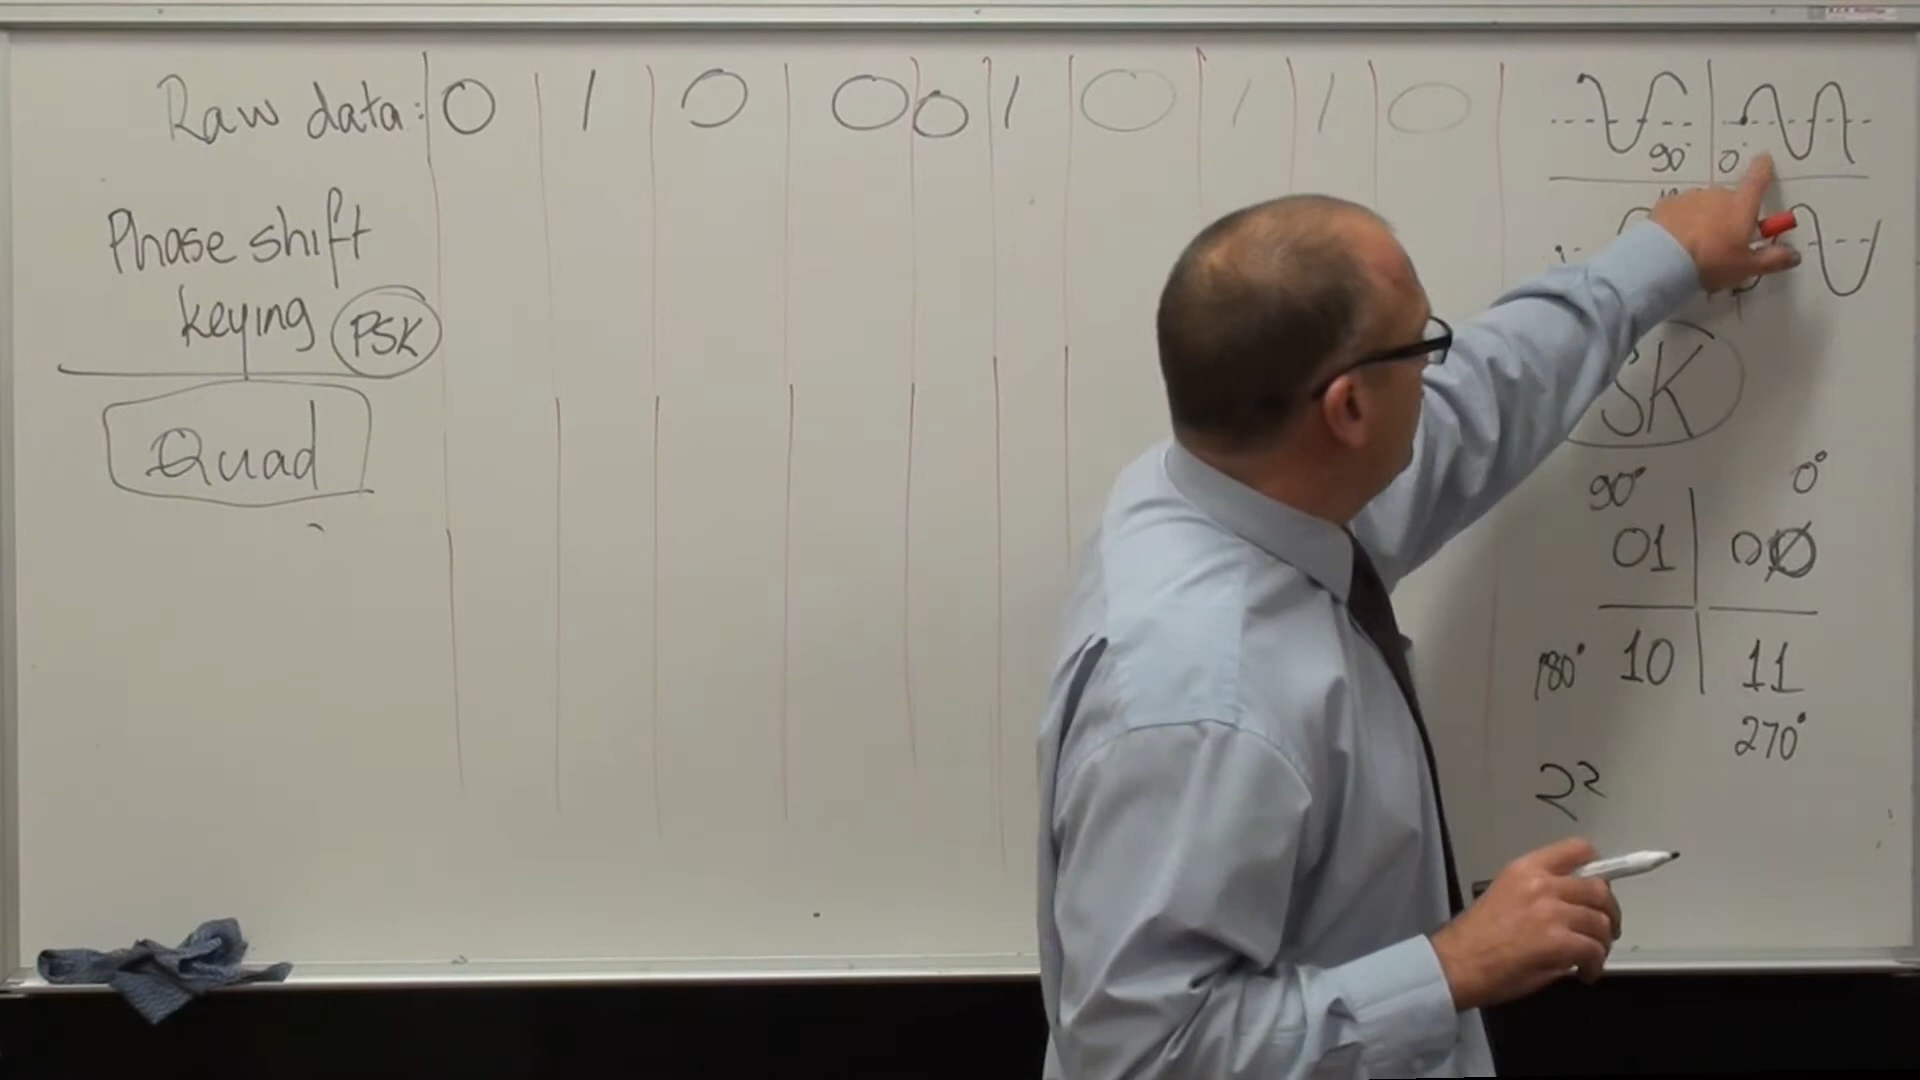 Raw data: 0 1 0 0 0 1 0 1 1 0
Phase shift
keying PSK
Quad
90° 0°
SK
90° 0°
01 00
180° 10 11
270°
2²